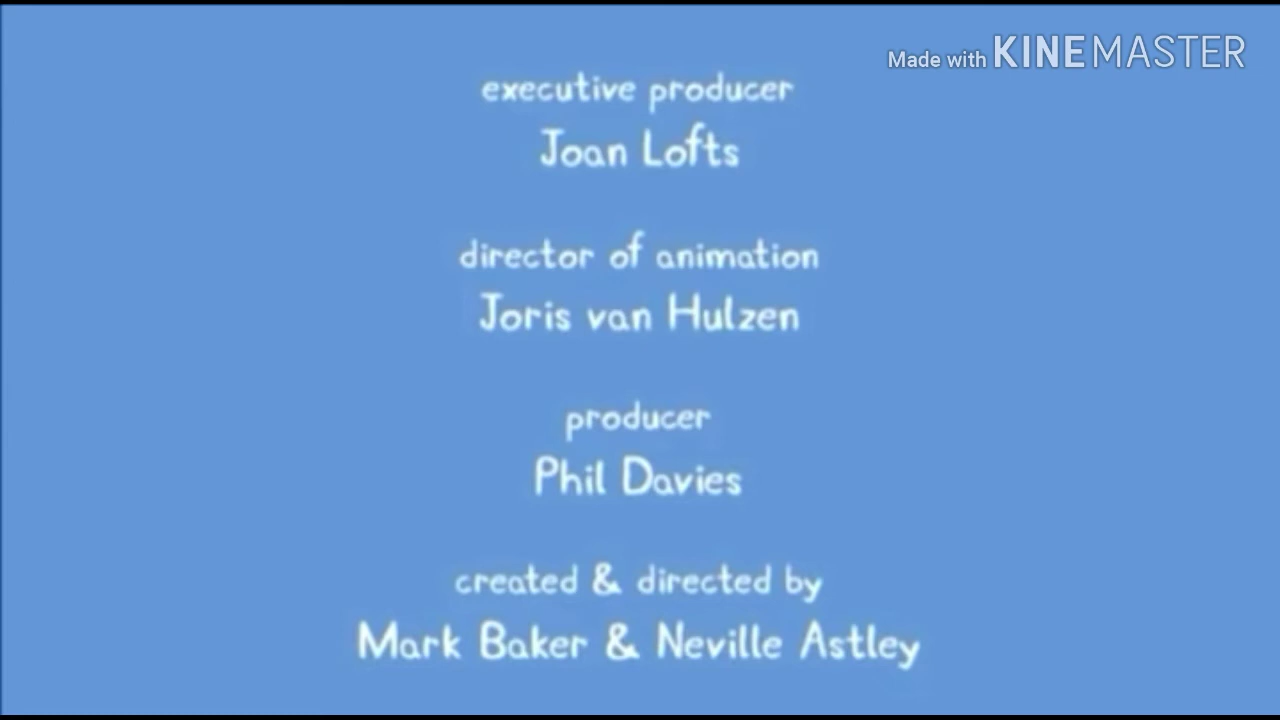 Made with KINEMASTER
executive producer
Joan Lofts
director of animation
Joris van Hulzen
producer
Phil Davies
created & directed by
Mark Baker & Neville Astley